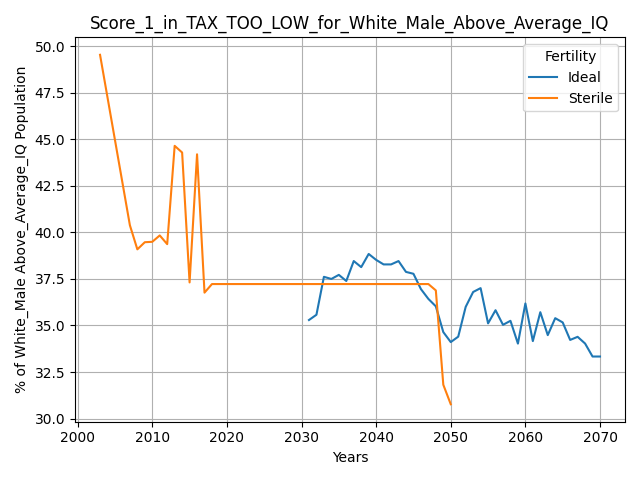 Score_1_in_TAX_TOO_LOW_for_White_Male_Above_Average_IQ
Fertility
Ideal
Sterile
% of White_Male Above_Average_IQ Population
50.0
47.5
45.0
42.5
40.0
37.5
35.0
32.5
30.0
2000 2010 2020 2030 2040 2050 2060 2070
Years